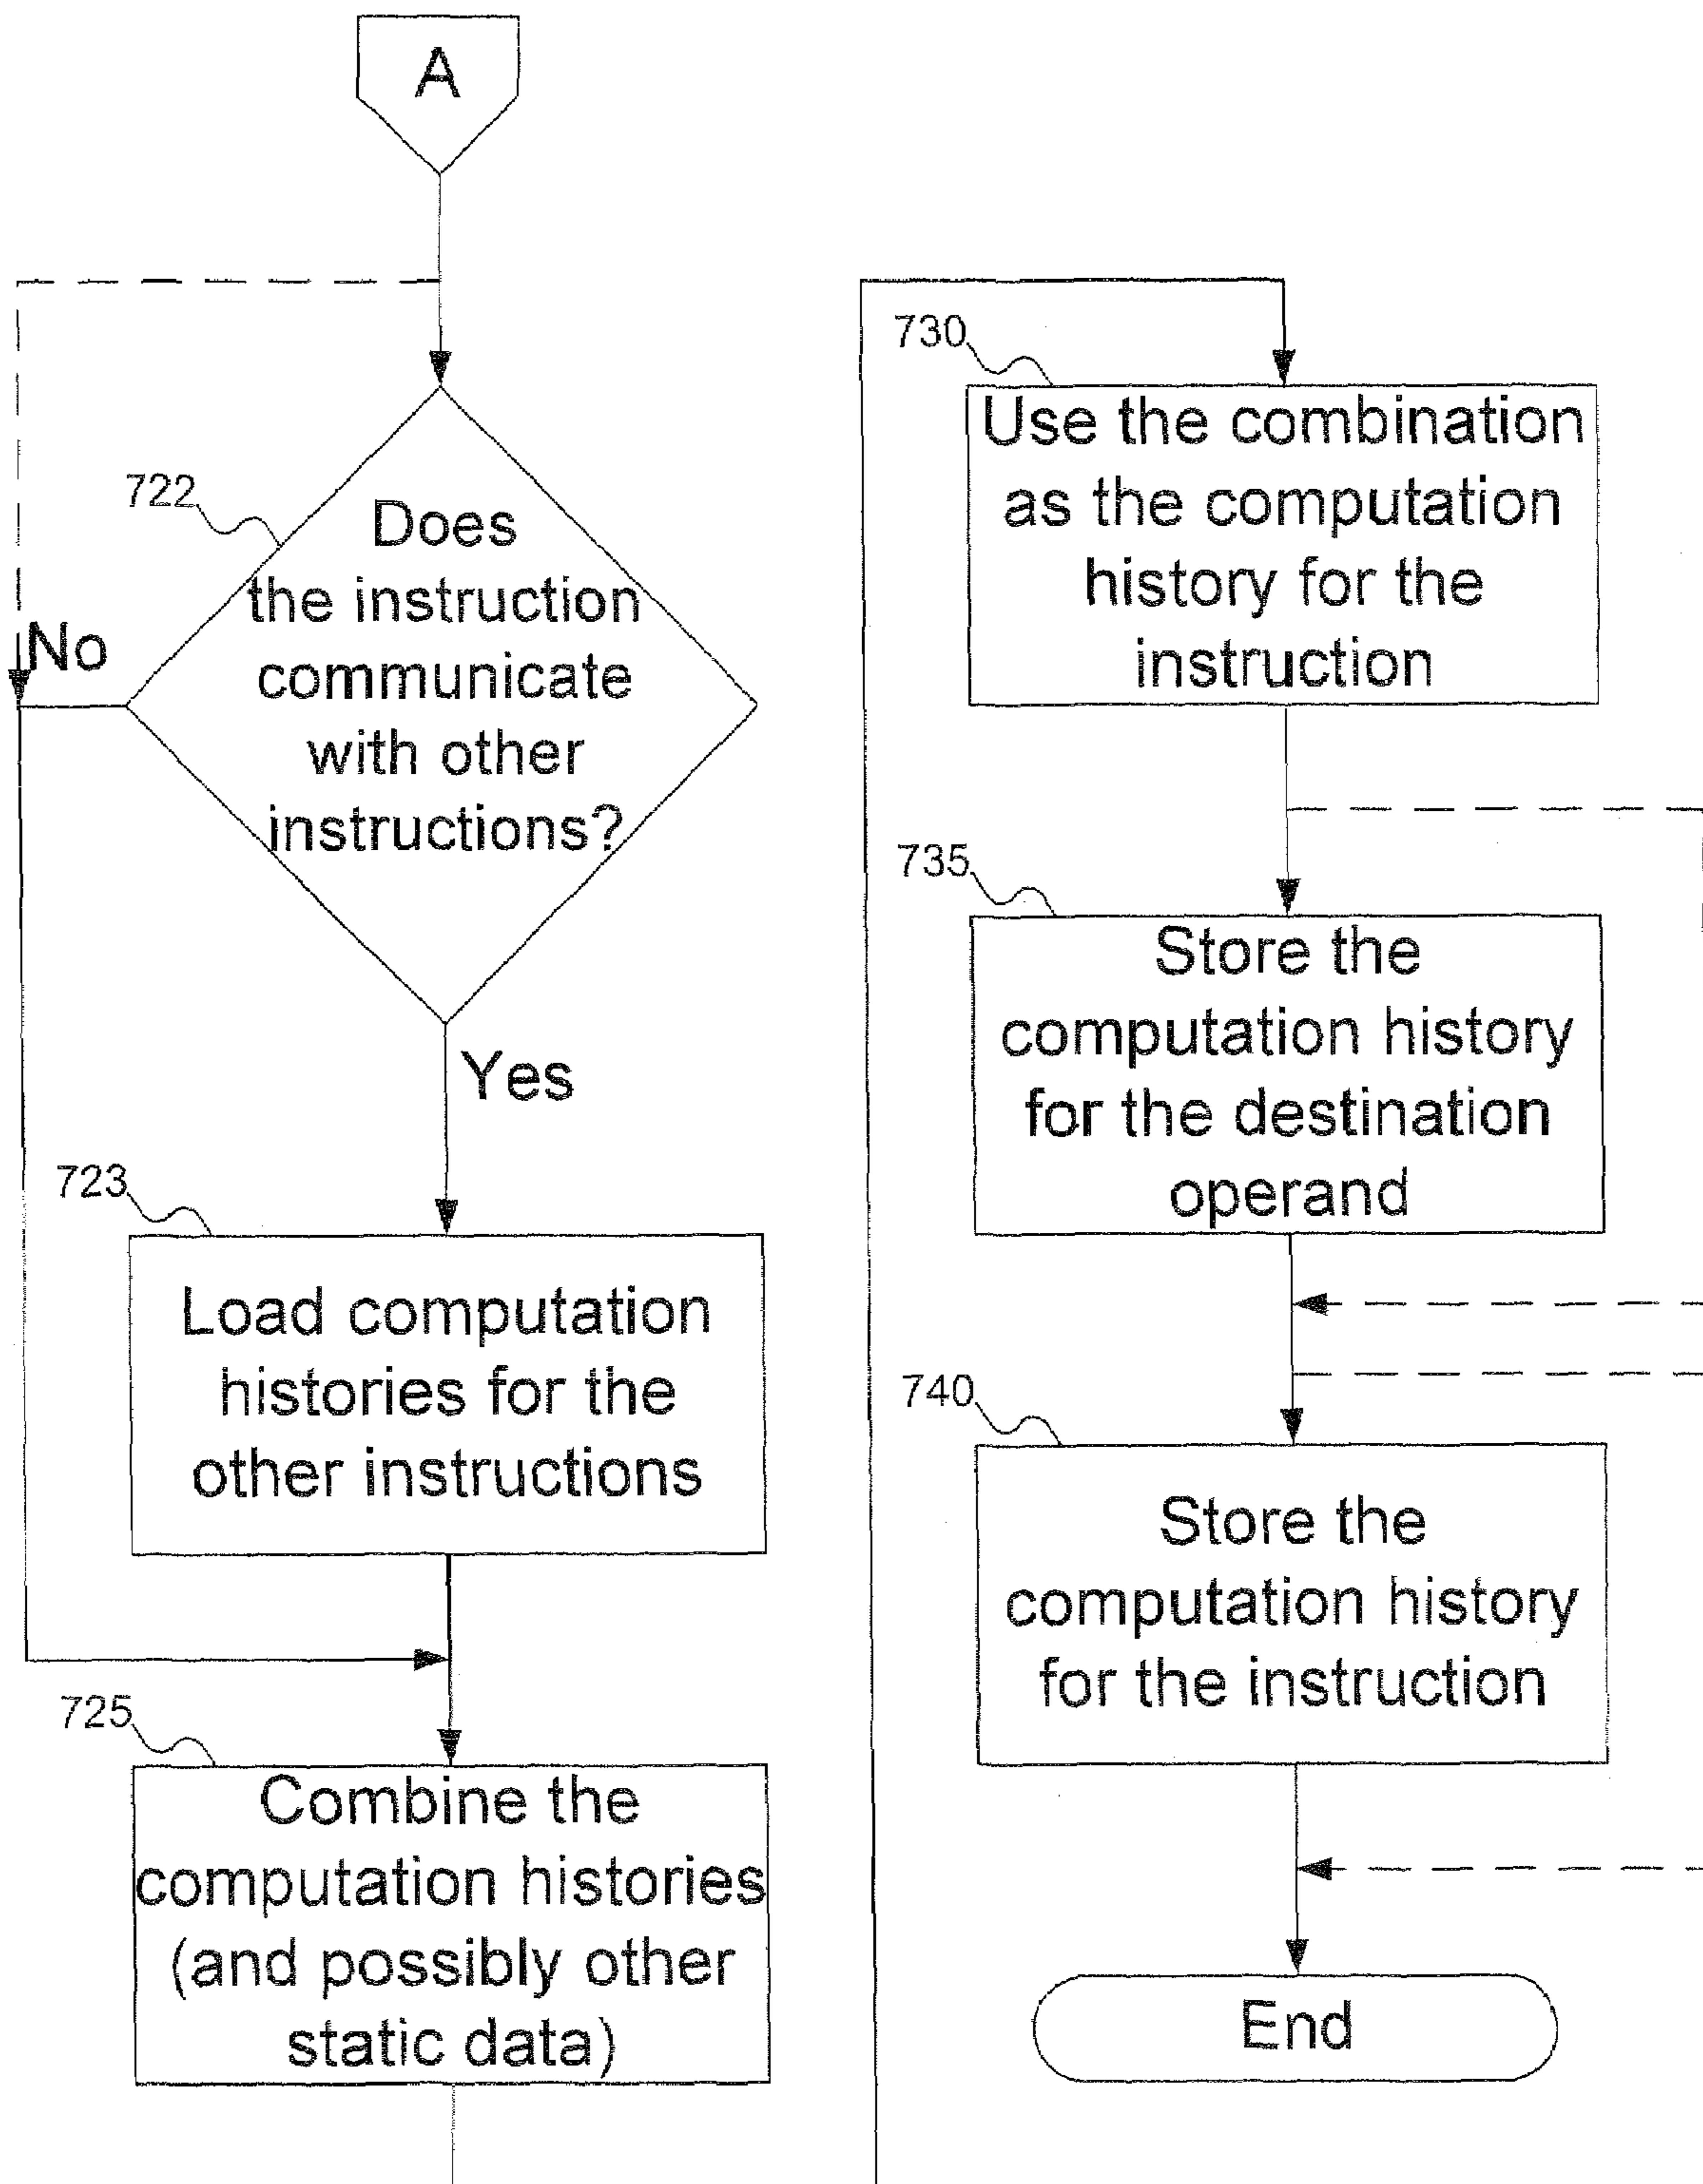 A
722
Does
the instruction
communicate
with other
instructions?
No
Yes
723
Load computation
histories for the
other instructions
725
Combine the
computation histories
(and possibly other
static data)
730
Use the combination
as the computation
history for the
instruction
735
Store the
computation history
for the destination
operand
740
Store the
computation history
for the instruction
End